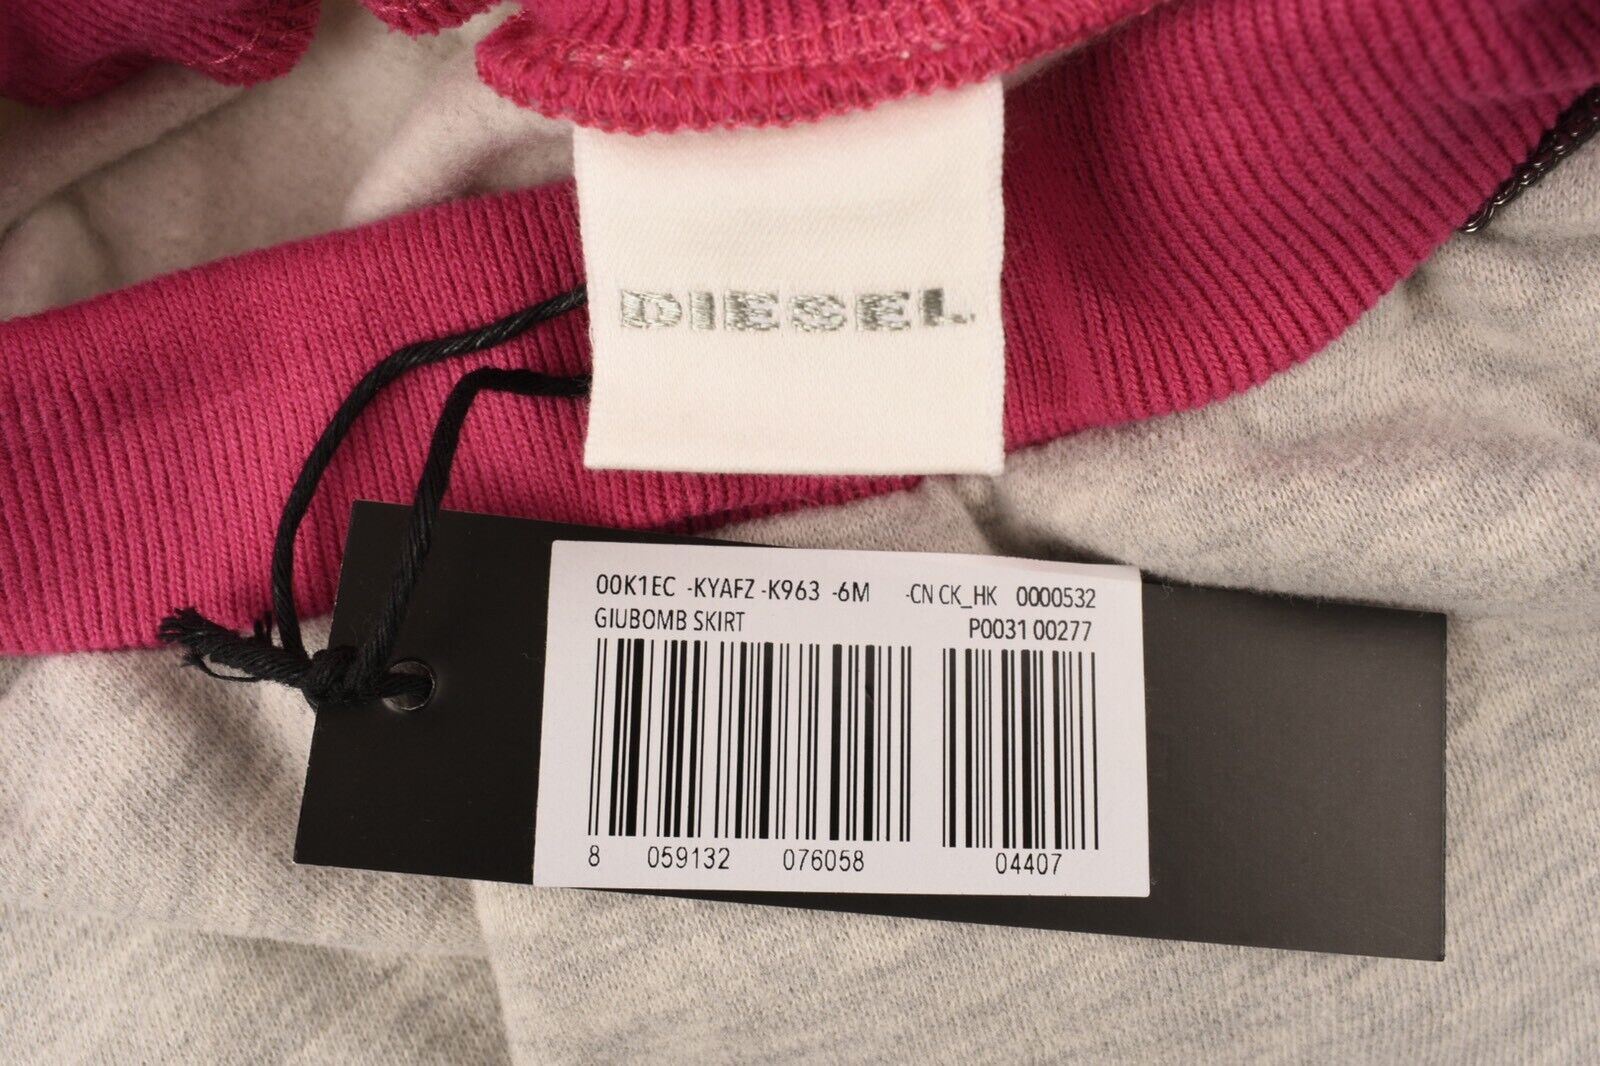 DIESEL
00K1EC -KYAFZ -K963 -6M -CN CK_HK 0000532
GIUBOMB SKIRT P0031 00277
8 059132 076058 04407